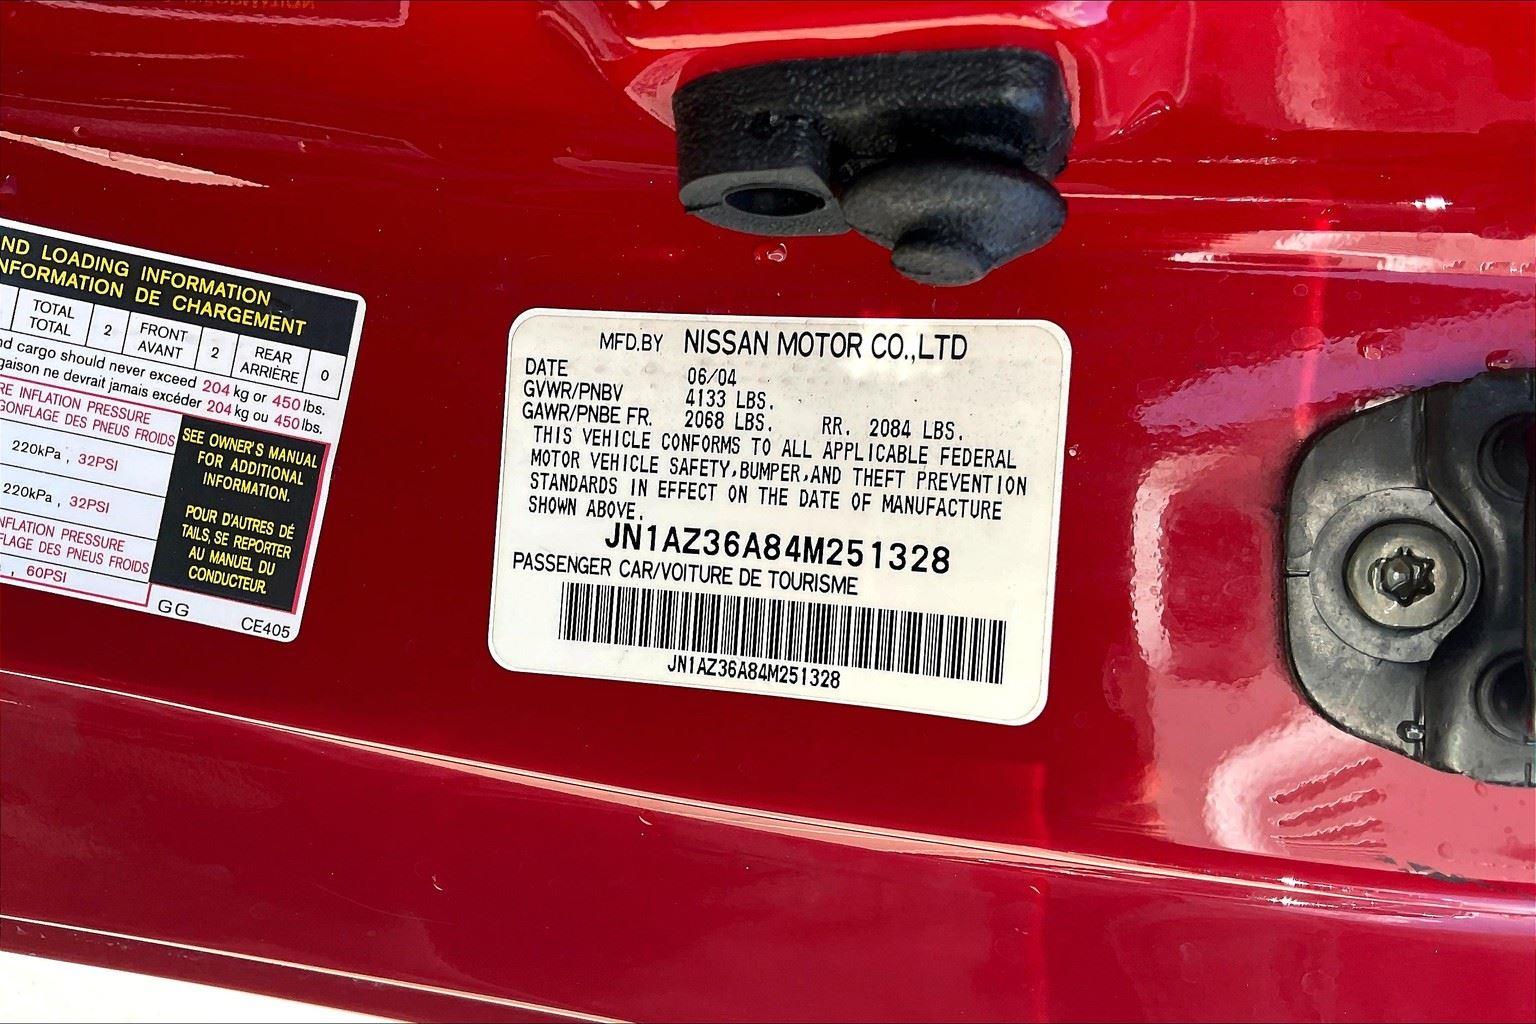 ND LOADING INFORMATION
NFORMATION DE CHARGEMENT
TOTAL
TOTAL
2
FRONT
AVANT
2
REAR
ARRIÈRE
0
nd cargo should never exceed 204 kg or 450 lbs.
gaison ne devrait jamais excéder 204 kg ou 450 lbs.
RE INFLATION PRESSURE
GONFLAGE DES PNEUS FROIDS
220kPa , 32PSI
220kPa , 32PSI
NFLATION PRESSURE
FLAGE DES PNEUS FROIDS
, 60PSI
SEE OWNER'S MANUAL
FOR ADDITIONAL
INFORMATION.
POUR D'AUTRES DÉ
TAILS, SE REPORTER
AU MANUEL DU
CONDUCTEUR.
GG
CE405
MFD.BY NISSAN MOTOR CO.,LTD
DATE 06/04
GVWR/PNBV 4133 LBS.
GAWR/PNBE FR. 2068 LBS. RR. 2084 LBS.
THIS VEHICLE CONFORMS TO ALL APPLICABLE FEDERAL
MOTOR VEHICLE SAFETY,BUMPER,AND THEFT PREVENTION
STANDARDS IN EFFECT ON THE DATE OF MANUFACTURE
SHOWN ABOVE.
JN1AZ36A84M251328
PASSENGER CAR/VOITURE DE TOURISME
JN1AZ36A84M251328